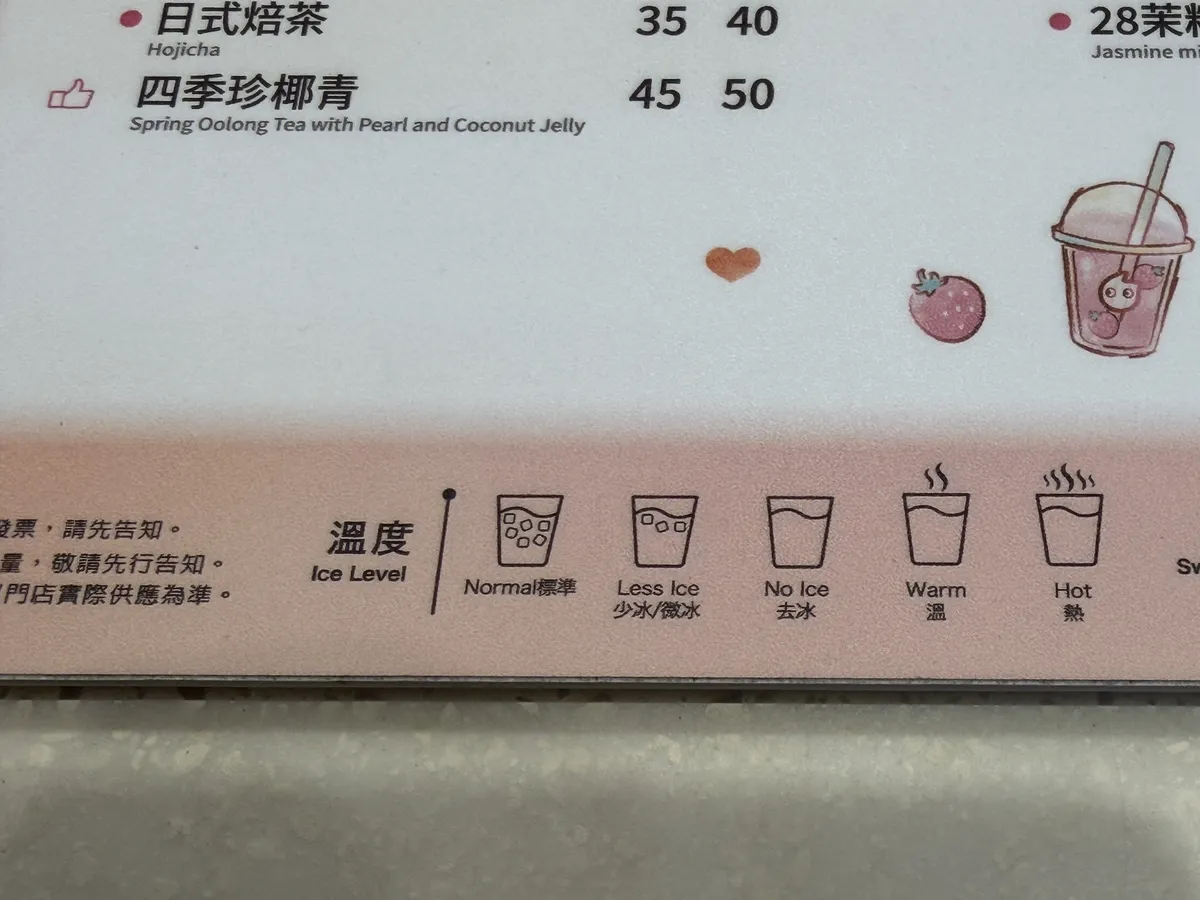 日式焙茶 35 40
Hojicha
四季珍椰青 45 50
Spring Oolong Tea with Pearl and Coconut Jelly
28茉
Jasmine mi
發票，請先告知。
量，敬請先行告知。
門店實際供應為準。
溫度
Ice Level
Normal標準
Less Ice
少冰/微冰
No Ice
去冰
Warm
溫
Hot
熱
Sw